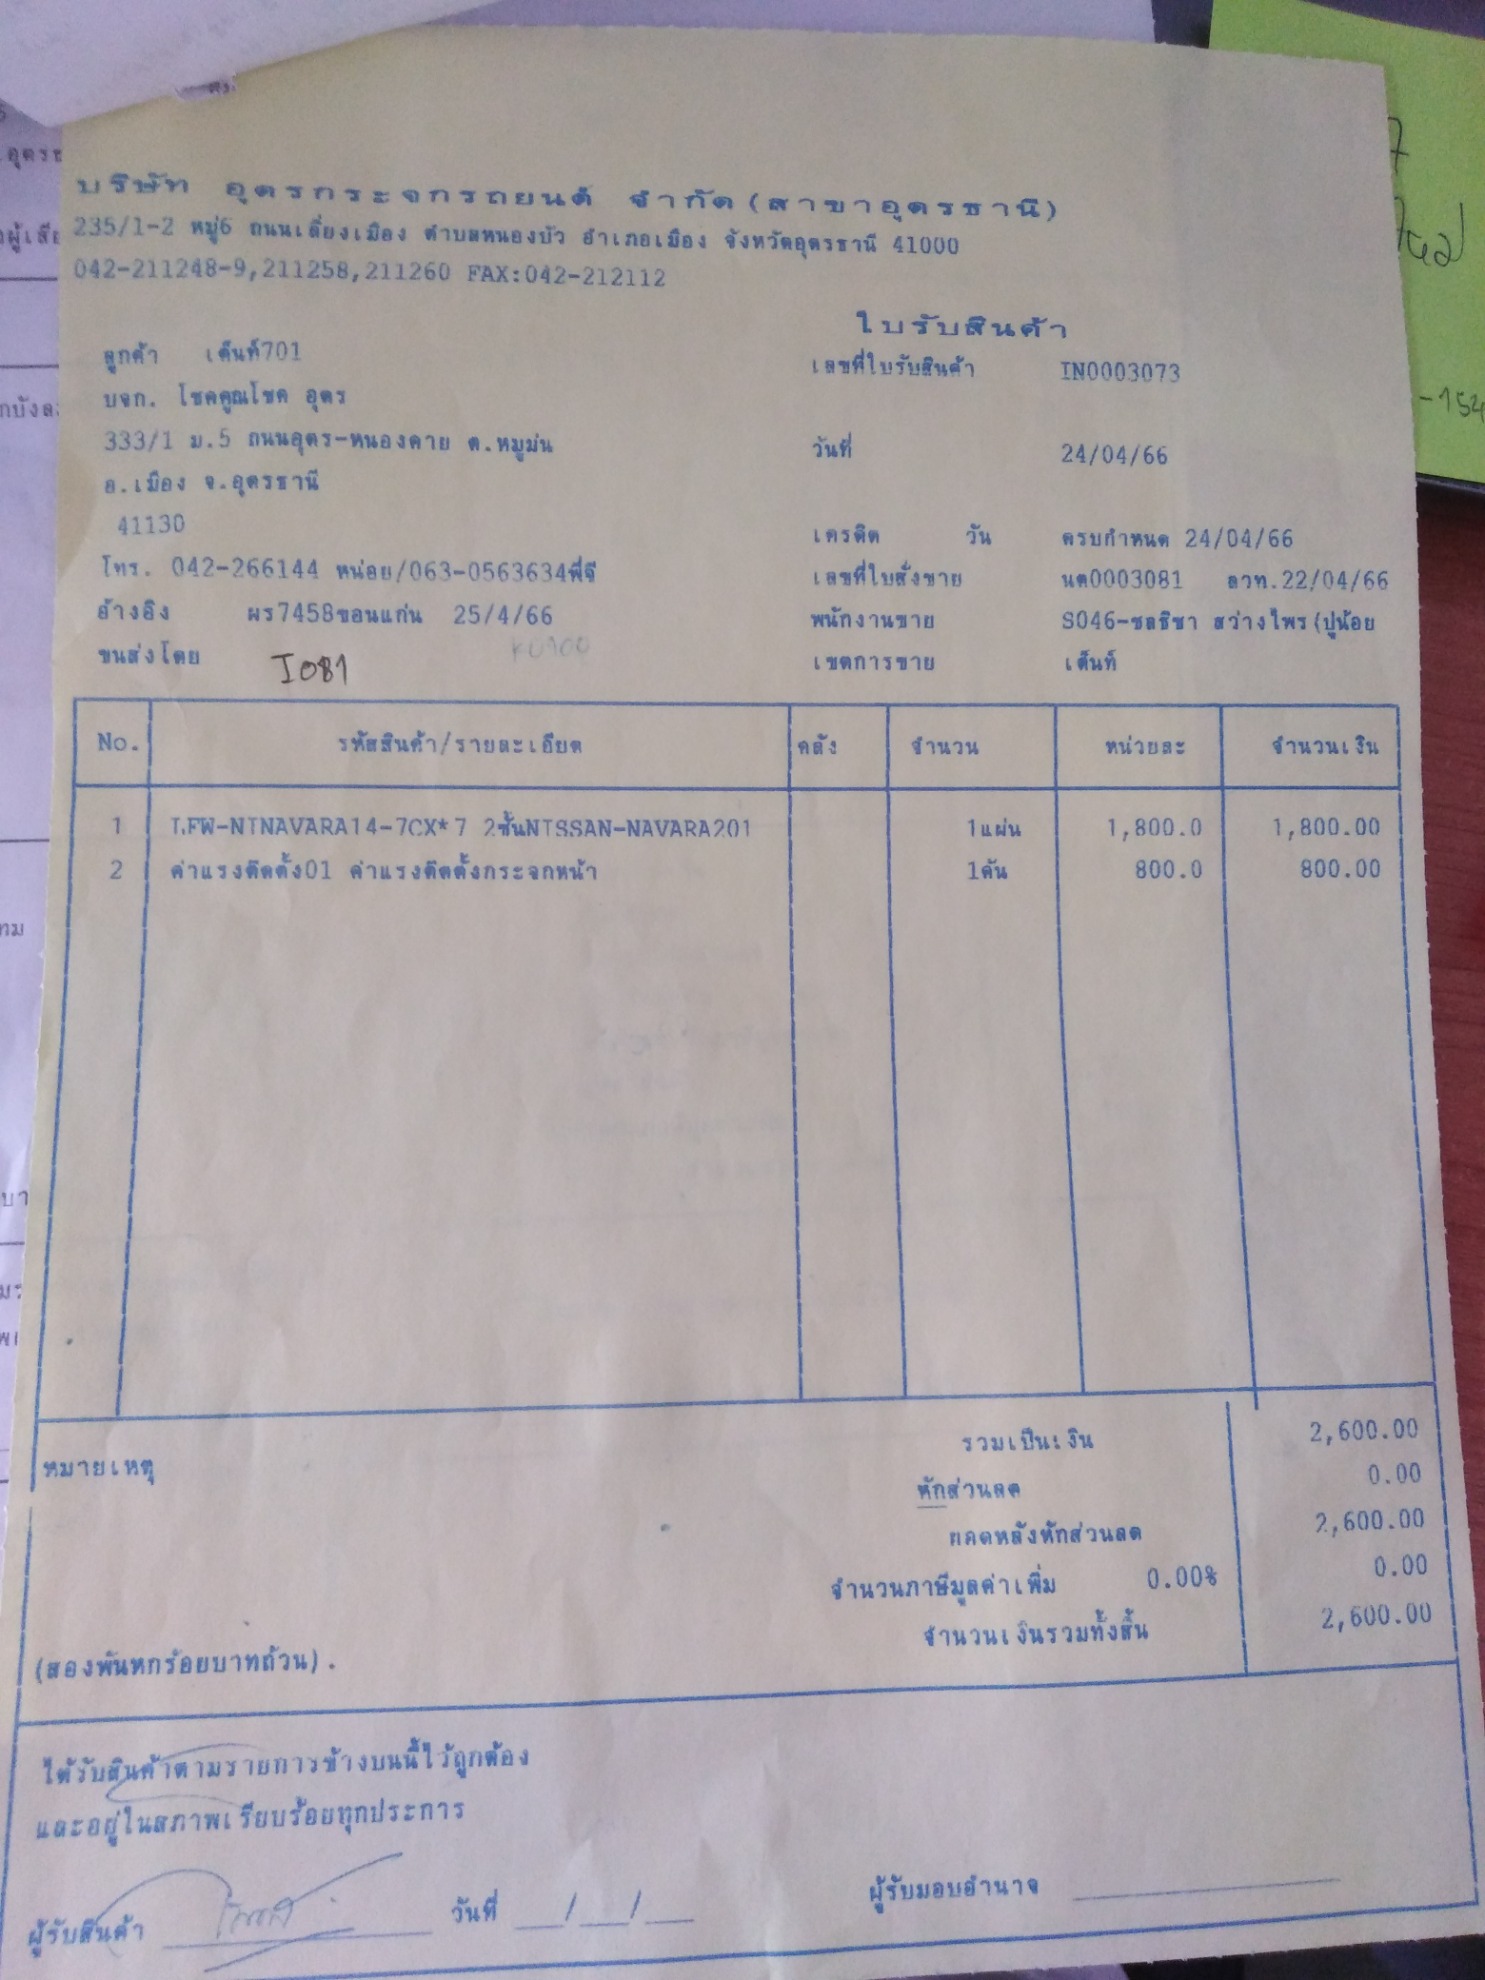 บริษัท อุดรกระจกรถยนต์ จำกัด(สาขาอุดรธานี)
235/1-2 หมู่6 ถนนเลี่ยงเมือง ตำบลหนองบัว อำเภอเมือง จังหวัดอุดรธานี 41000
042-211248-9,211258,211260 FAX:042-212112
ใบรับสินค้า
ลูกค้า เต็นท์701
เลขที่ใบรับสินค้า IN0003073
บจก. โชคคูณโชค อุดร
333/1 ม.5 ถนนอุดร-หนองคาย ต.หมูม่น
วันที่ 24/04/66
อ.เมือง จ.อุดรธานี
41130
เครดิต วัน ครบกำหนด 24/04/66
โทร. 042-266144 หน่อย/063-0563634พี่จี
เลขที่ใบสั่งขาย นต0003081 ลวท.22/04/66
อ้างอิง ผร7458ขอนแก่น 25/4/66
พนักงานขาย S046-ชลธิชา สว่างไพร(ปูน้อย
ขนส่งโดย I081
เขตการขาย เต็นท์
No. รหัสสินค้า/รายละเอียด คลัง จำนวน หน่วยละ จำนวนเงิน
1 LFW-NINAVARA14-7CX*7 2ชั้นNISSAN-NAVARA201 1แผ่น 1,800.0 1,800.00
2 ค่าแรงติดตั้ง01 ค่าแรงติดตั้งกระจกหน้า 1คัน 800.0 800.00
รวมเป็นเงิน 2,600.00
หมายเหตุ
หักส่วนลด 0.00
ยอดหลังหักส่วนลด 2,600.00
จำนวนภาษีมูลค่าเพิ่ม 0.00% 0.00
จำนวนเงินรวมทั้งสิ้น 2,600.00
(สองพันหกร้อยบาทถ้วน).
ได้รับสินค้าตามรายการข้างบนนี้ไว้ถูกต้อง
และอยู่ในสภาพเรียบร้อยทุกประการ
ผู้รับสินค้า วันที่ __/__/__ ผู้รับมอบอำนาจ